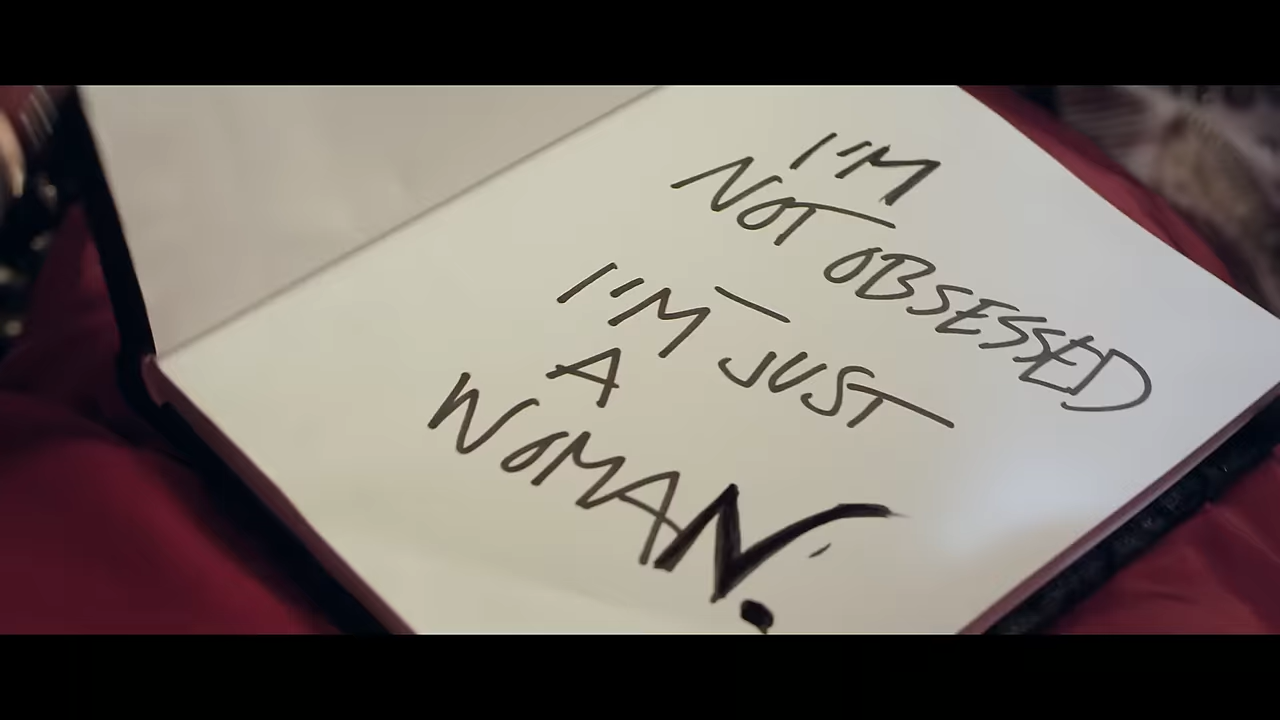 I'M
NOT OBSESSED
I'M JUST
A
WOMAN.